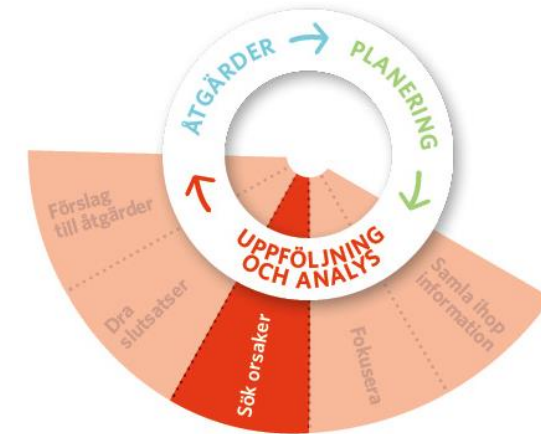 ÅTGÄRDER
PLANERING
UPPFÖLJNING
OCH ANALYS
Förslag
till åtgärder
Dra
slutsatser
Sök orsaker
Fokusera
Samla ihop
information